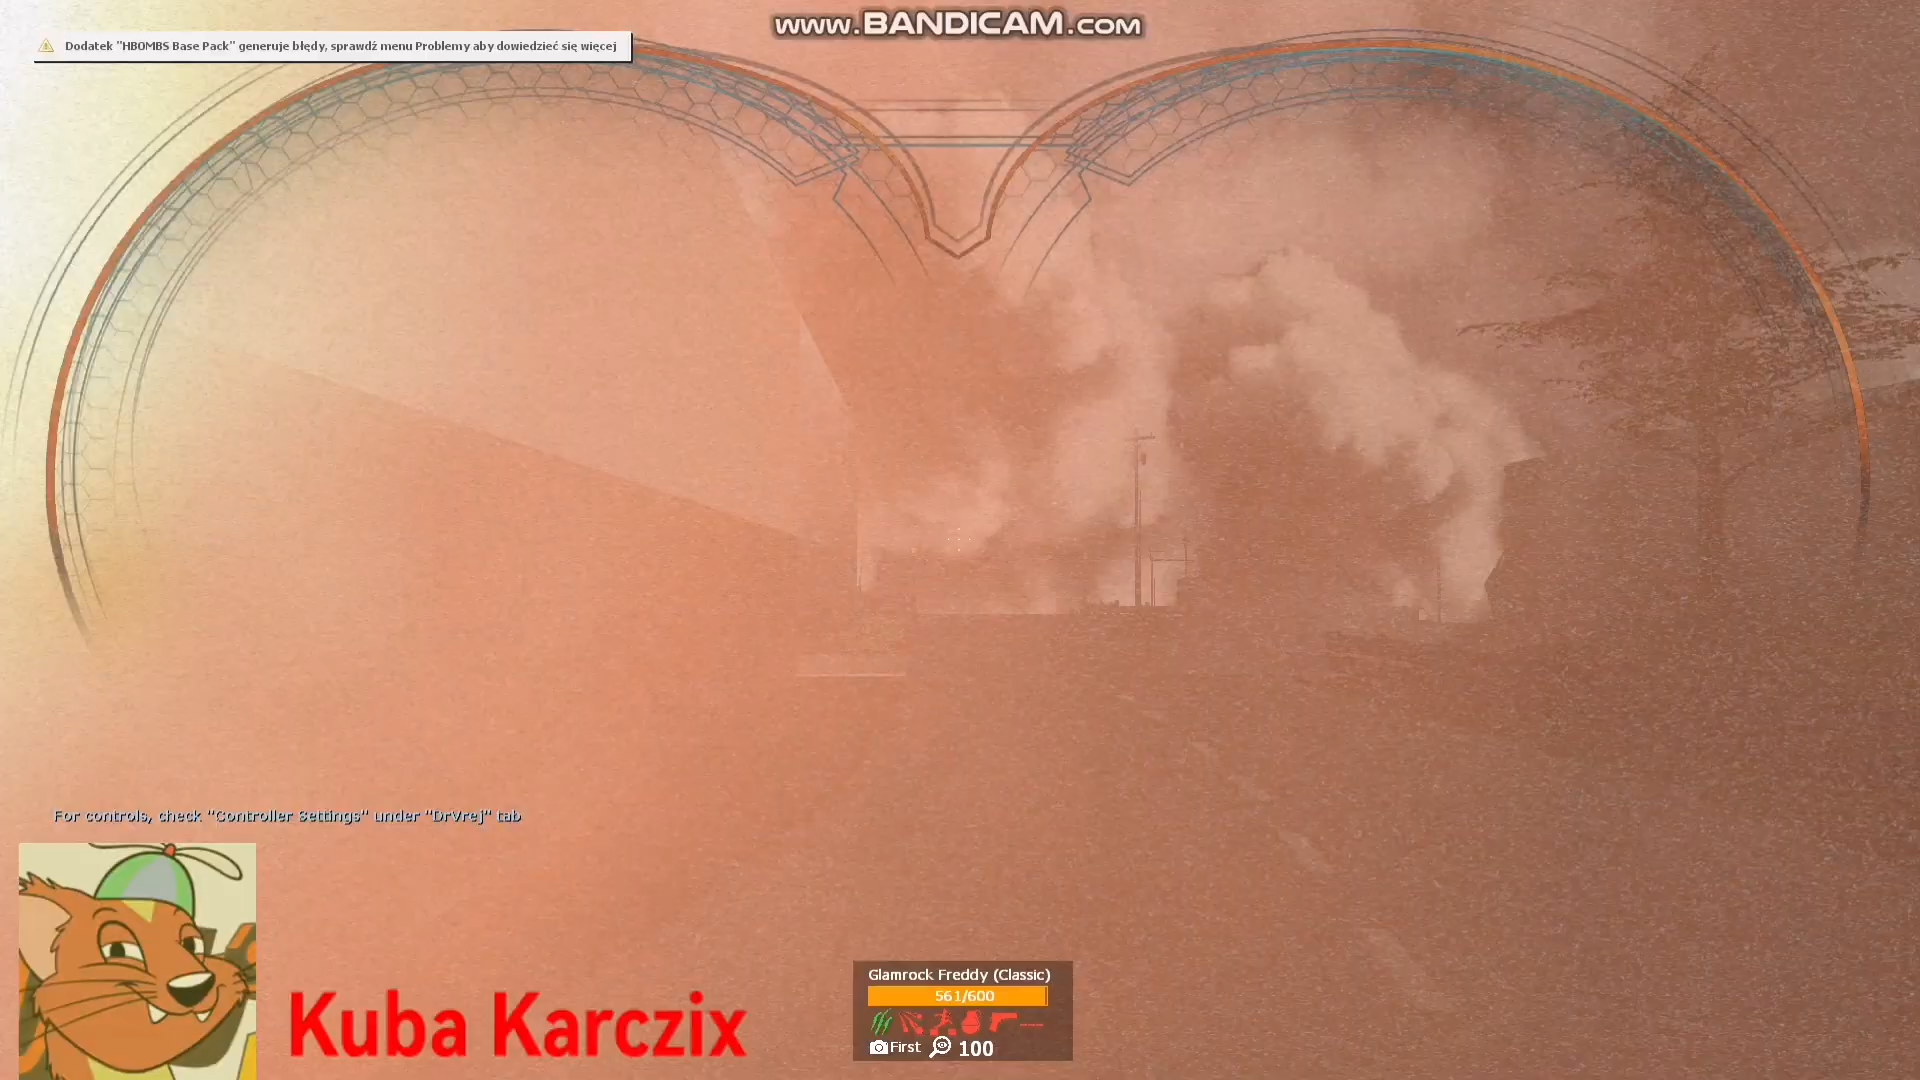 www.BANDICAM.com
Dodatek "HBOMBS Base Pack" generuje błędy, sprawdź menu Problemy aby dowiedzieć się więcej
For controls, check "Controller Settings" under "DrVrej" tab
Kuba Karczix
Glamrock Freddy (Classic)
561/600
First 100